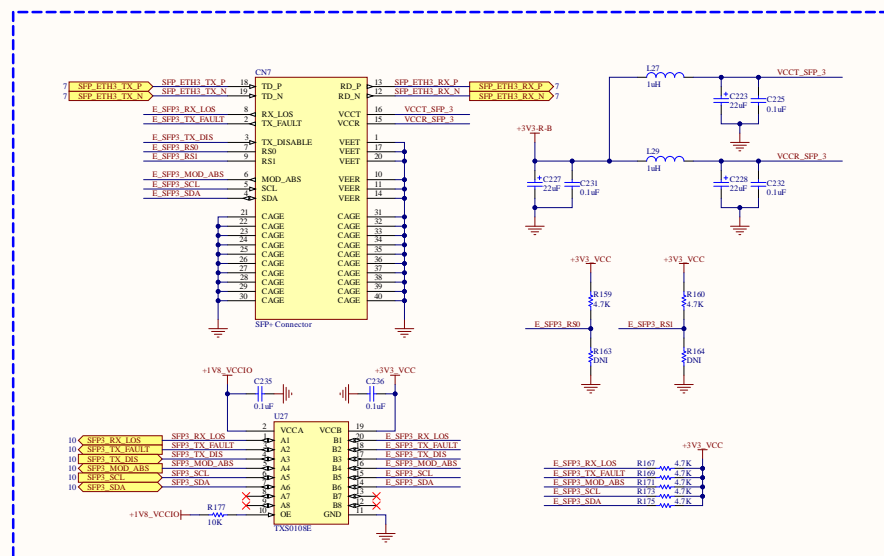 CN7
7 SFP_ETH3_TX_P SFP_ETH3_TX_P 18 TD_P RD_P 13 SFP_ETH3_RX_P SFP_ETH3_RX_P 7
7 SFP_ETH3_TX_N SFP_ETH3_TX_N 19 TD_N RD_N 12 SFP_ETH3_RX_N SFP_ETH3_RX_N 7
E_SFP3_RX_LOS 8 RX_LOS VCCT 16 VCCT_SFP_3
E_SFP3_TX_FAULT 2 TX_FAULT VCCR 15 VCCR_SFP_3
E_SFP3_TX_DIS 3 TX_DISABLE VEET 1
E_SFP3_RS0 7 RS0 VEET 17
E_SFP3_RS1 9 RS1 VEET 20
E_SFP3_MOD_ABS 6 MOD_ABS VEER 10
E_SFP3_SCL 5 SCL VEER 11
E_SFP3_SDA 4 SDA VEER 14
21 CAGE CAGE 31
22 CAGE CAGE 32
23 CAGE CAGE 33
24 CAGE CAGE 34
25 CAGE CAGE 35
26 CAGE CAGE 36
27 CAGE CAGE 37
28 CAGE CAGE 38
29 CAGE CAGE 39
30 CAGE CAGE 40
SFP+ Connector
L27 VCCT_SFP_3
1uH
C223 C225
22uF 0.1uF
+3V3-R-B
L29 VCCR_SFP_3
1uH
C227 C231 C228 C232
22uF 0.1uF 22uF 0.1uF
+3V3_VCC +3V3_VCC
R159 R160
4.7K 4.7K
E_SFP3_RS0 E_SFP3_RS1
R163 R164
DNI DNI
+1V8_VCCIO +3V3_VCC
C235 C236
0.1uF 0.1uF
U27
2 VCCA VCCB 19
10 SFP3_RX_LOS SFP3_RX_LOS 1 A1 B1 20 E_SFP3_RX_LOS
10 SFP3_TX_FAULT SFP3_TX_FAULT A2 B2 18 E_SFP3_TX_FAULT
10 SFP3_TX_DIS SFP3_TX_DIS 4 A3 B3 E_SFP3_TX_DIS
10 SFP3_MOD_ABS SFP3_MOD_ABS A4 B4 16 E_SFP3_MOD_ABS
10 SFP3_SCL SFP3_SCL A5 B5 E_SFP3_SCL
10 SFP3_SDA SFP3_SDA A6 B6 E_SFP3_SDA
A7 B7
A8 B8
+1V8_VCCIO R177 10 OE GND 11
10K
TXS0108E
+3V3_VCC
E_SFP3_RX_LOS R167 4.7K
E_SFP3_TX_FAULT R169 4.7K
E_SFP3_MOD_ABS R171 4.7K
E_SFP3_SCL R173 4.7K
E_SFP3_SDA R175 4.7K